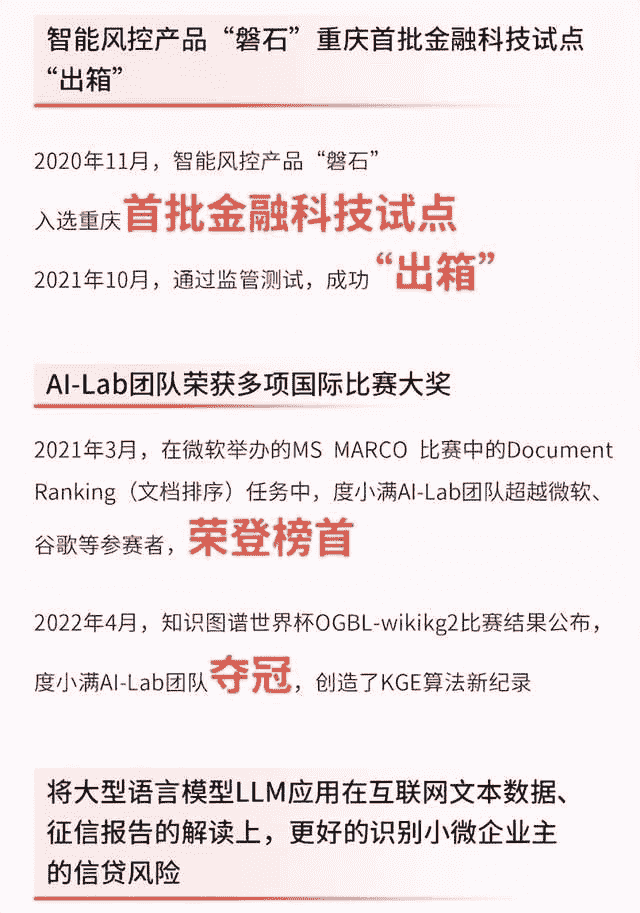 智能风控产品“磐石”重庆首批金融科技试点
“出箱”
2020年11月，智能风控产品“磐石”
入选重庆首批金融科技试点
2021年10月，通过监管测试，成功“出箱”
AI-Lab团队荣获多项国际比赛大奖
2021年3月，在微软举办的MS MARCO 比赛中的Document
Ranking（文档排序）任务中，度小满AI-Lab团队超越微软、
谷歌等参赛者，荣登榜首
2022年4月，知识图谱世界杯OGBL-wikikg2比赛结果公布，
度小满AI-Lab团队夺冠，创造了KGE算法新纪录
将大型语言模型LLM应用在互联网文本数据、
征信报告的解读上，更好的识别小微企业主
的信贷风险